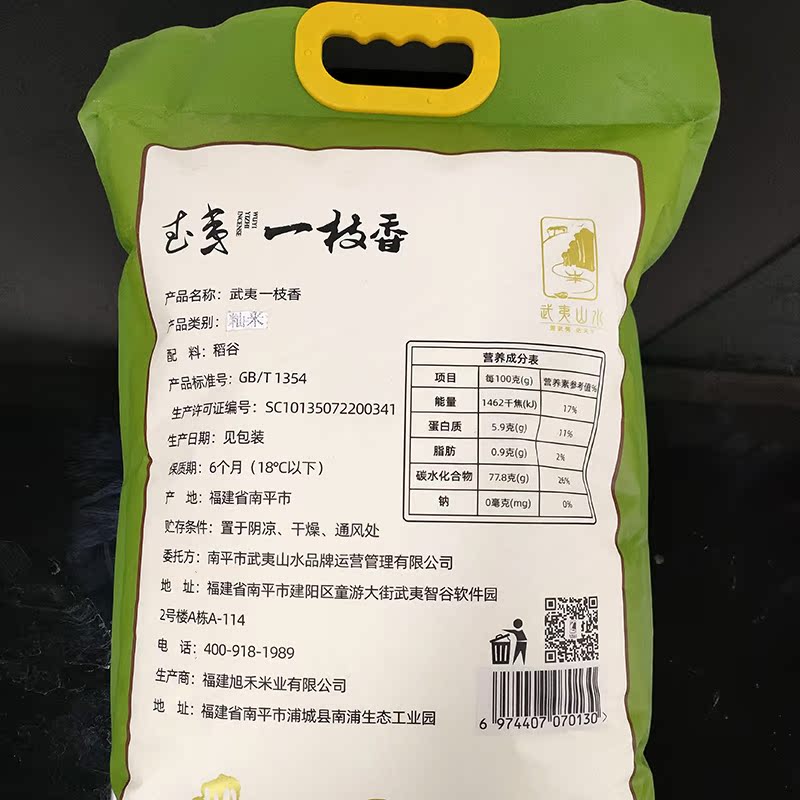 武夷一枝香
WUYI
YIZHI
INCENSE
武夷山水
产品名称：武夷一枝香
产品类别：籼米
配 料：稻谷
产品标准号：GB/T 1354
生产许可证编号：SC10135072200341
生产日期：见包装
保质期：6个月（18℃以下）
产 地：福建省南平市
贮存条件：置于阴凉、干燥、通风处
委托方：南平市武夷山水品牌运营管理有限公司
地 址：福建省南平市建阳区童游大街武夷智谷软件园
2号楼A栋A-114
电 话：400-918-1989
生产商：福建旭禾米业有限公司
地 址：福建省南平市浦城县南浦生态工业园
营养成分表
项目 每100克(g) 营养素参考值%
能量 1462千焦(kJ) 17%
蛋白质 5.9克(g) 11%
脂肪 0.9克(g) 2%
碳水化合物 77.8克(g) 26%
钠 0毫克(mg) 0%
6 974407 070130